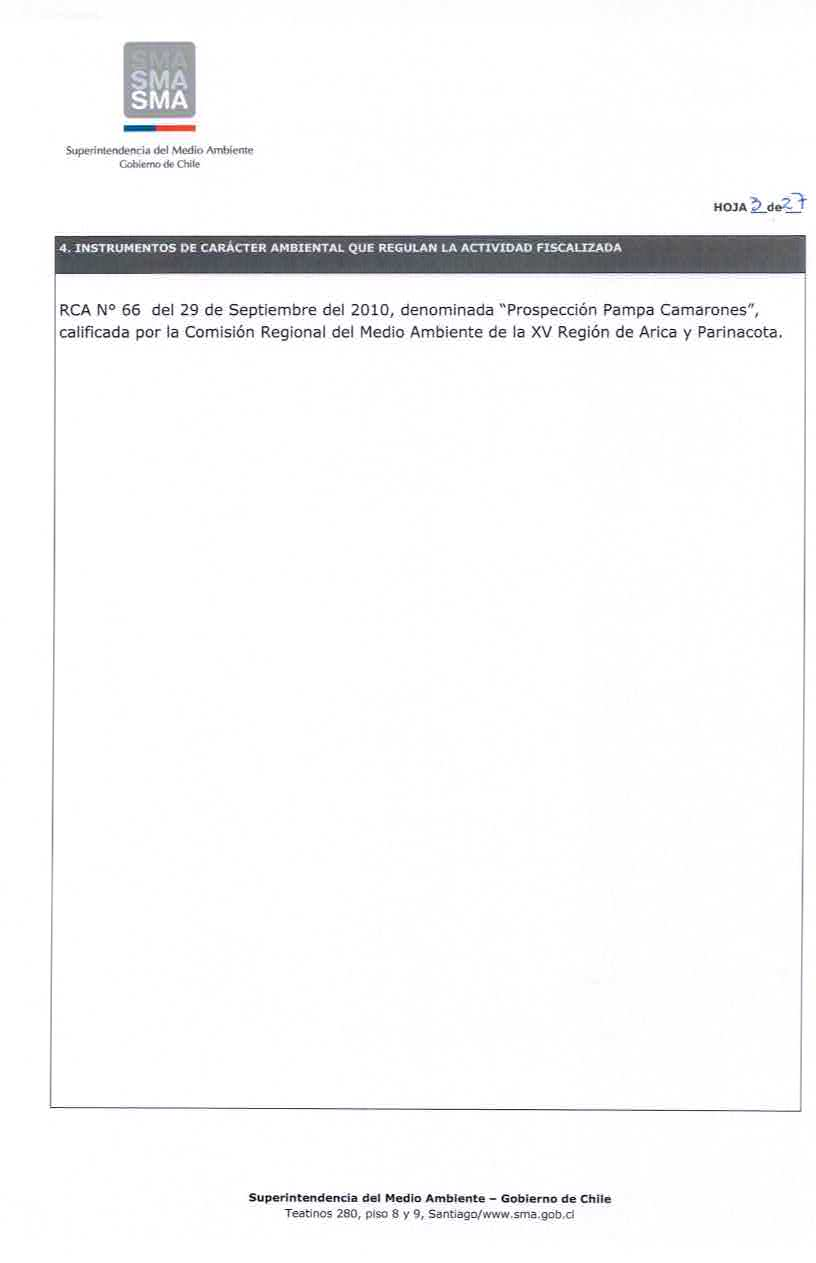 SMA
SMA
SMA
Superintendencia del Medio Ambiente
Gobierno de Chile
HOJA 3 de 27
4. INSTRUMENTOS DE CARÁCTER AMBIENTAL QUE REGULAN LA ACTIVIDAD FISCALIZADA
RCA N° 66 del 29 de Septiembre del 2010, denominada “Prospección Pampa Camarones”,
calificada por la Comisión Regional del Medio Ambiente de la XV Región de Arica y Parinacota.
Superintendencia del Medio Ambiente – Gobierno de Chile
Teatinos 280, piso 8 y 9, Santiago/www.sma.gob.cl